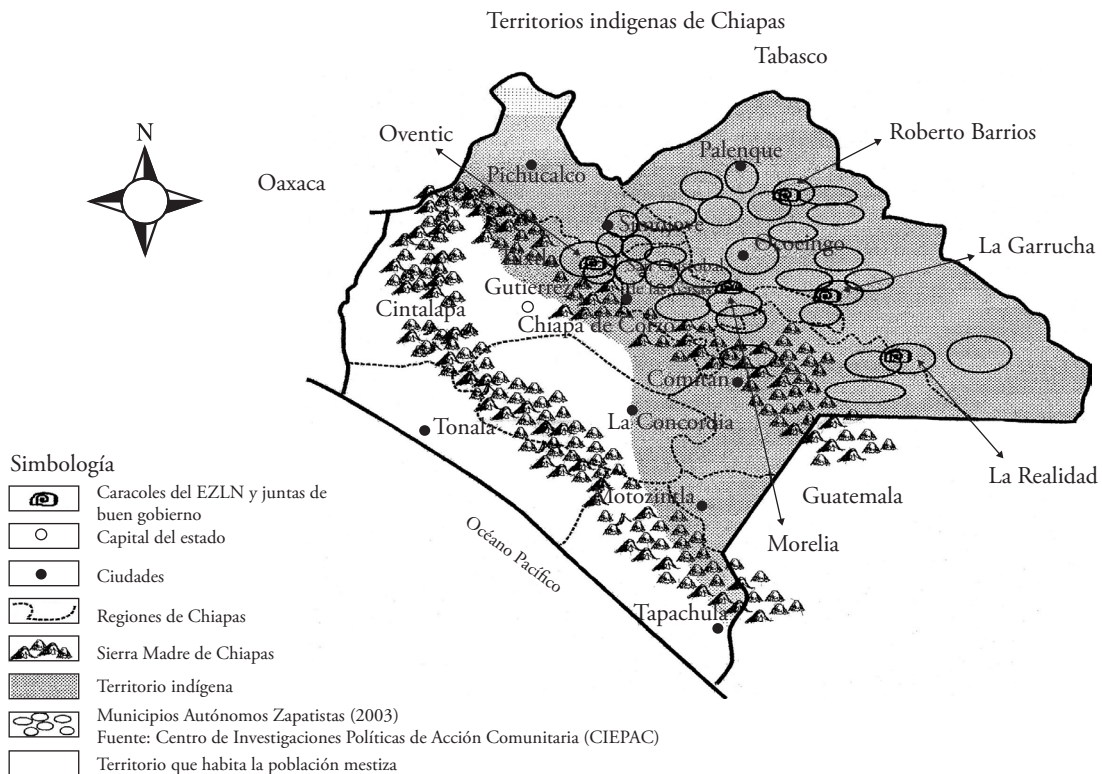 Territorios indigenas de Chiapas
Tabasco
N
Oventic
Roberto Barrios
Palenque
Pichucalco
Oaxaca
Simojove
Ocosingo
La Garrucha
Gutierrez
Cintalapa
Chiapa de Corzo
Comitán
La Concordia
Tonala
La Realidad
Guatemala
Motozintla
Morelia
Océano Pacífico
Tapachula
Simbología
Caracoles del EZLN y juntas de
buen gobierno
Capital del estado
Ciudades
Regiones de Chiapas
Sierra Madre de Chiapas
Territorio indígena
Municipios Autónomos Zapatistas (2003)
Fuente: Centro de Investigaciones Políticas de Acción Comunitaria (CIEPAC)
Territorio que habita la población mestiza